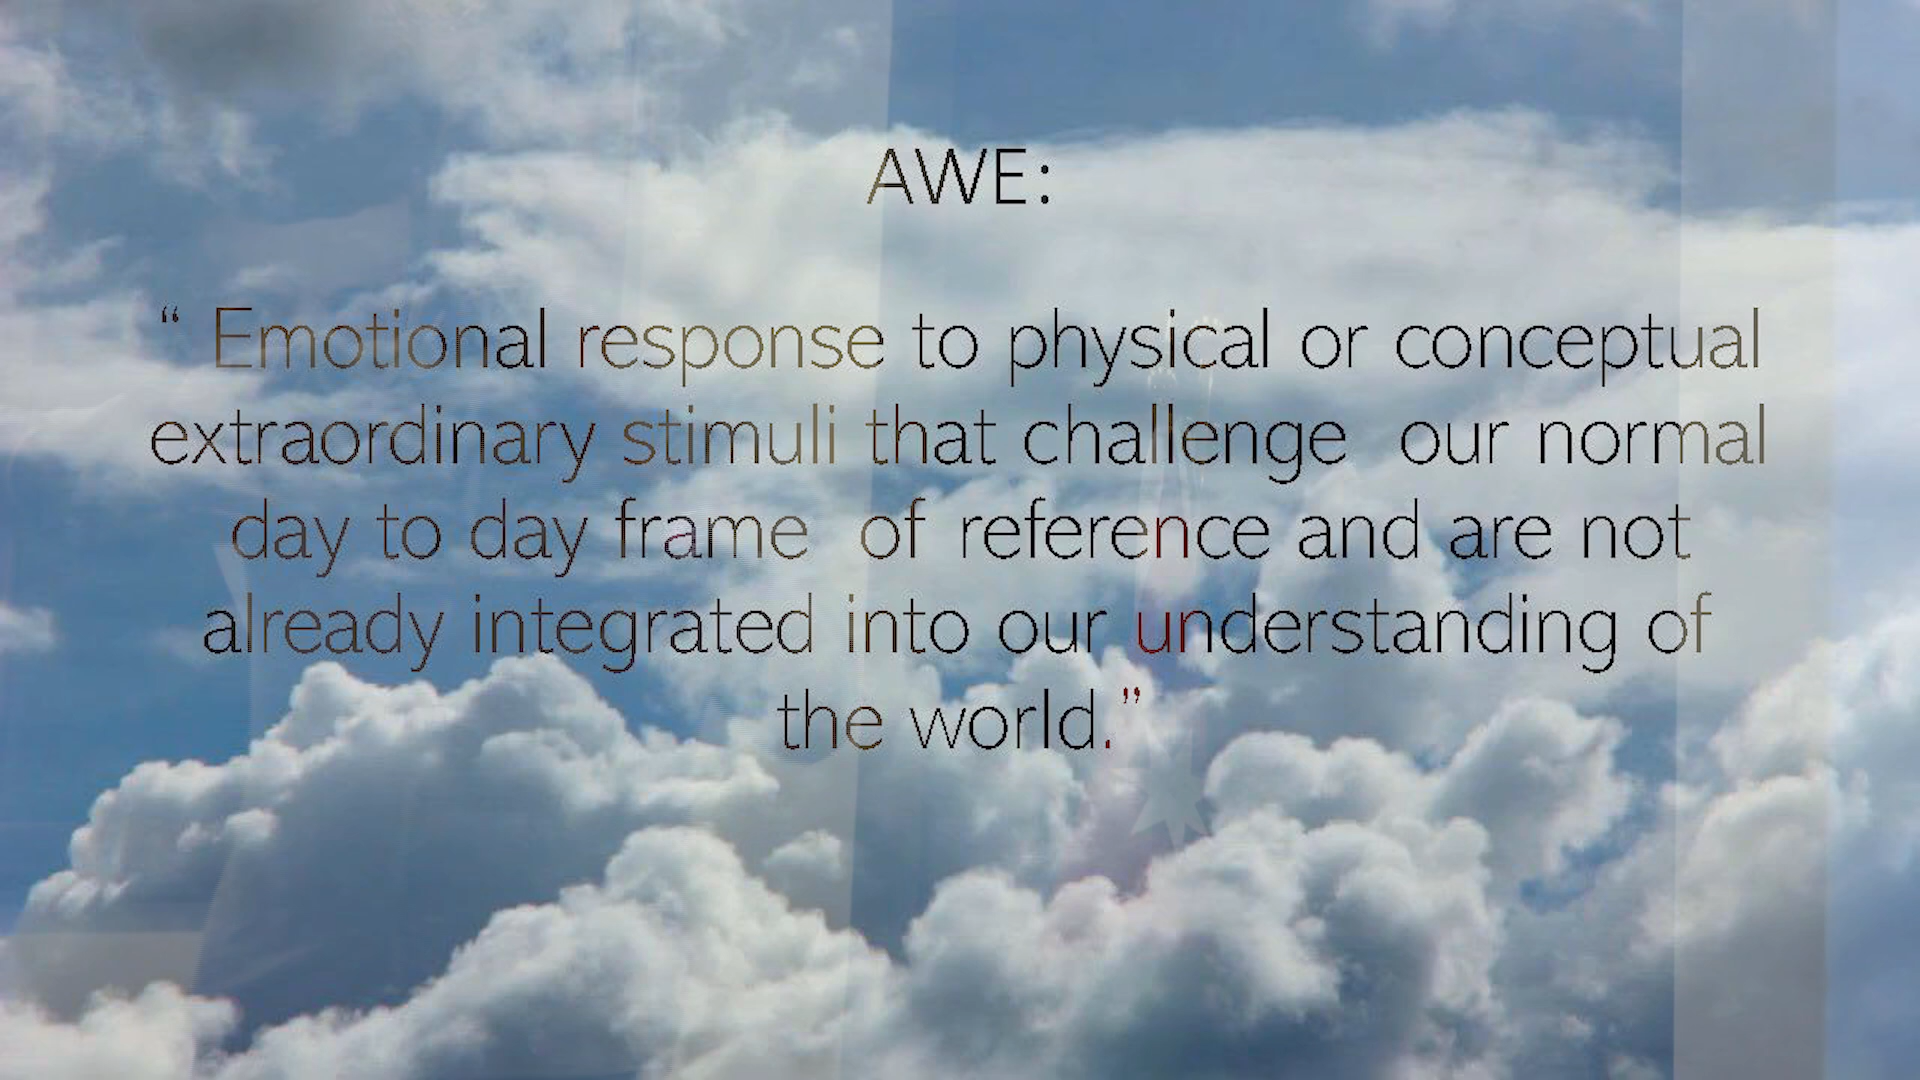 AWE:
“ Emotional response to physical or conceptual
extraordinary stimuli that challenge  our normal
day to day frame  of reference and are not
already integrated into our understanding of
the world.”